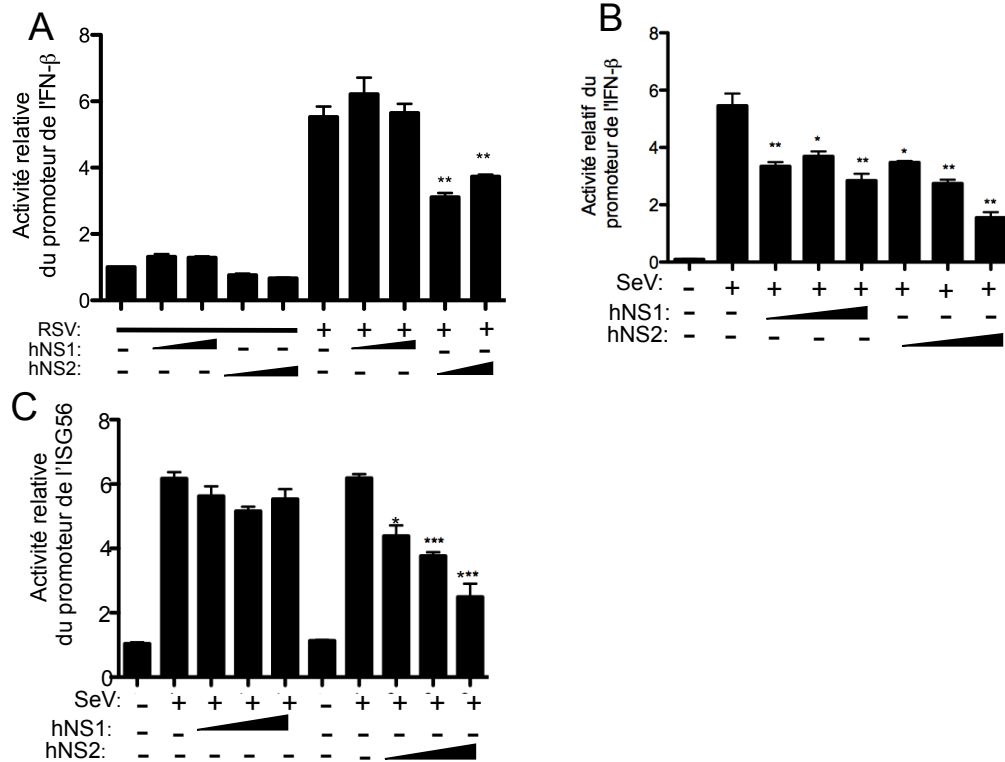 A
Activité relative
du promoteur de l'FN-β
8
6
4
2
0
** **
RSV: + + + + +
hNS1: - - - - - -
hNS2: - - - - - -
B
Activité relatif du
promoteur de l'IFN-β
8
6
4
2
0
** * ** * ** **
SeV: - + + + + + + +
hNS1: - - - - -
hNS2: - - - - -
C
Activité relative
du promoteur de l'ISG56
8
6
4
2
0
* *** ***
SeV: - + + + + - + + + +
hNS1: - - - - - - -
hNS2: - - - - - - -